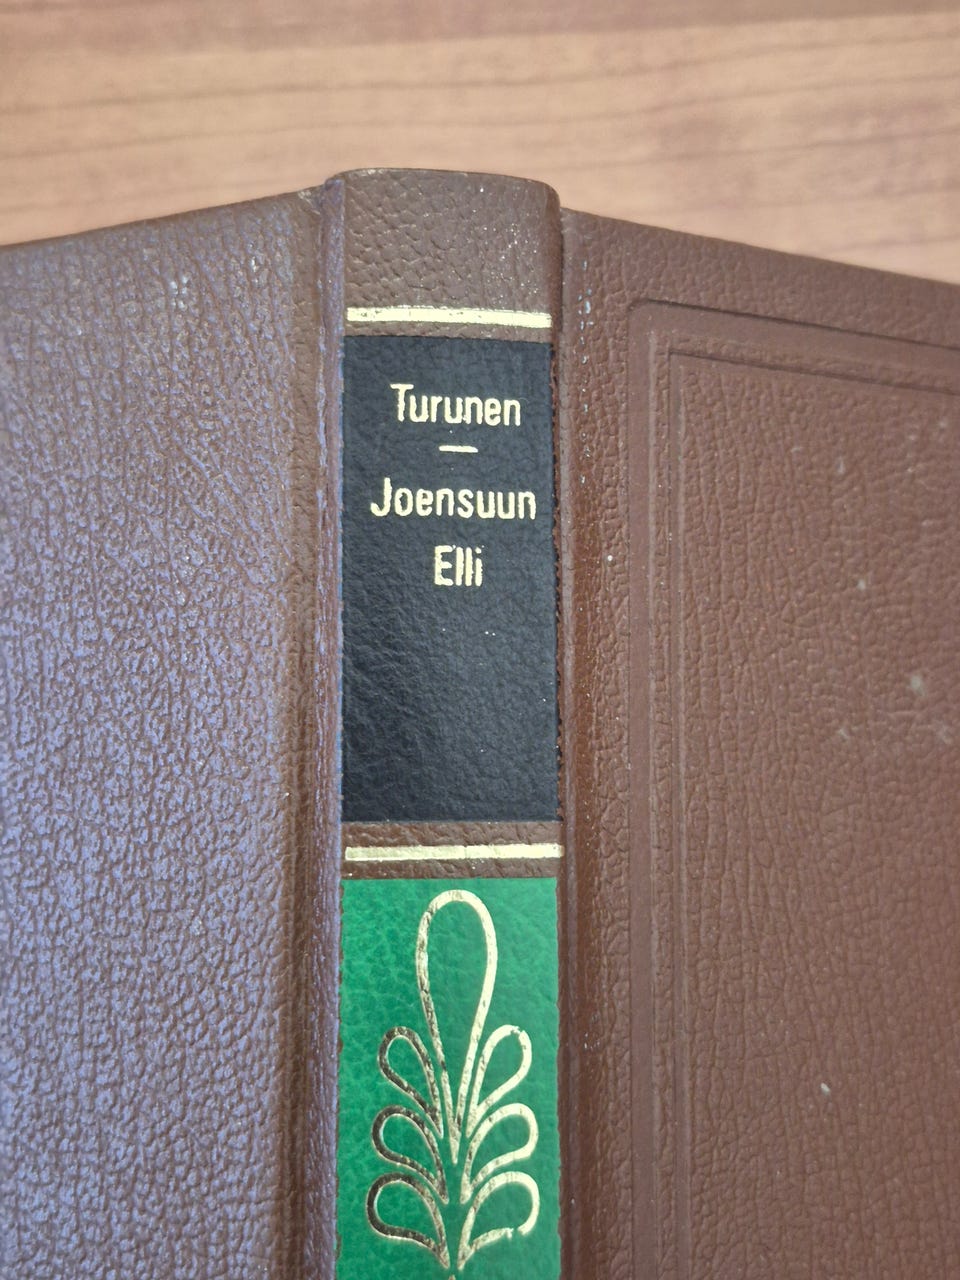 Turunen
—
Joensuun
Elli